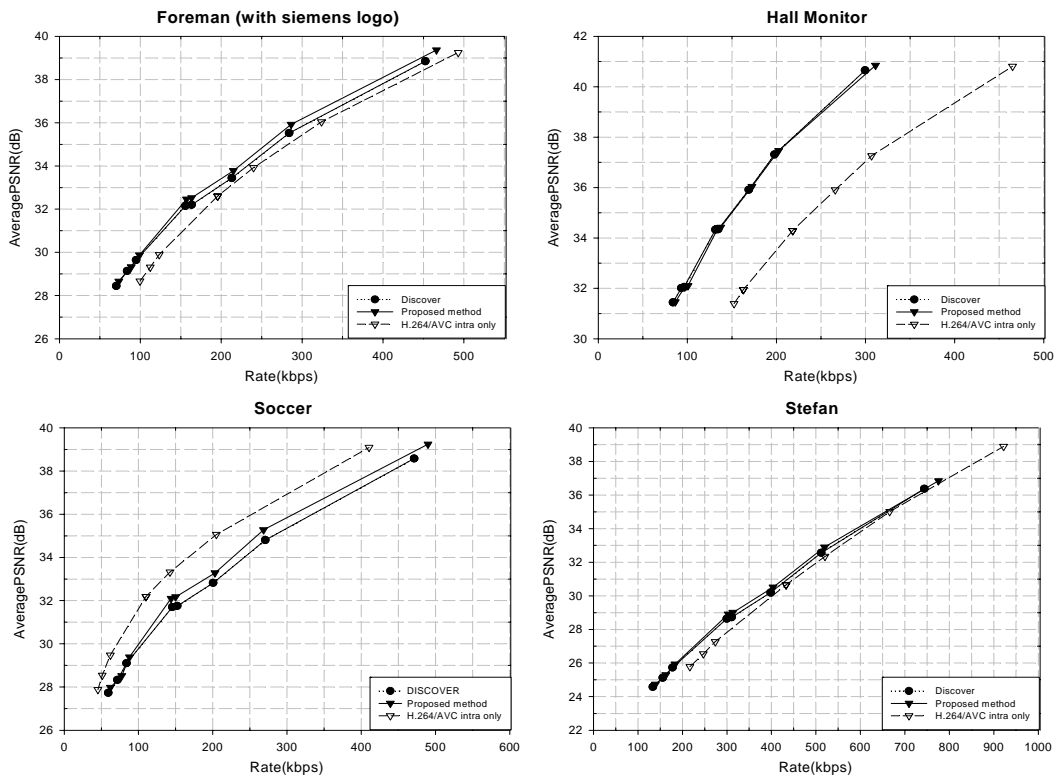 Foreman (with siemens logo)
40
38
36
34
32
30
28
26
AveragePSNR(dB)
0
100
200
300
400
500
Rate(kbps)
Discover
Proposed method
H.264/AVC intra only
Hall Monitor
42
40
38
36
34
32
30
AveragePSNR(dB)
0
100
200
300
400
500
Rate(kbps)
Discover
Proposed method
H.264/AVC intra only
Soccer
40
38
36
34
32
30
28
26
AveragePSNR(dB)
0
100
200
300
400
500
600
Rate(kbps)
DISCOVER
Proposed method
H.264/AVC intra only
Stefan
40
38
36
34
32
30
28
26
24
22
AveragePSNR(dB)
0
100
200
300
400
500
600
700
800
900
1000
Rate(kbps)
Discover
Proposed method
H.264/AVC intra only